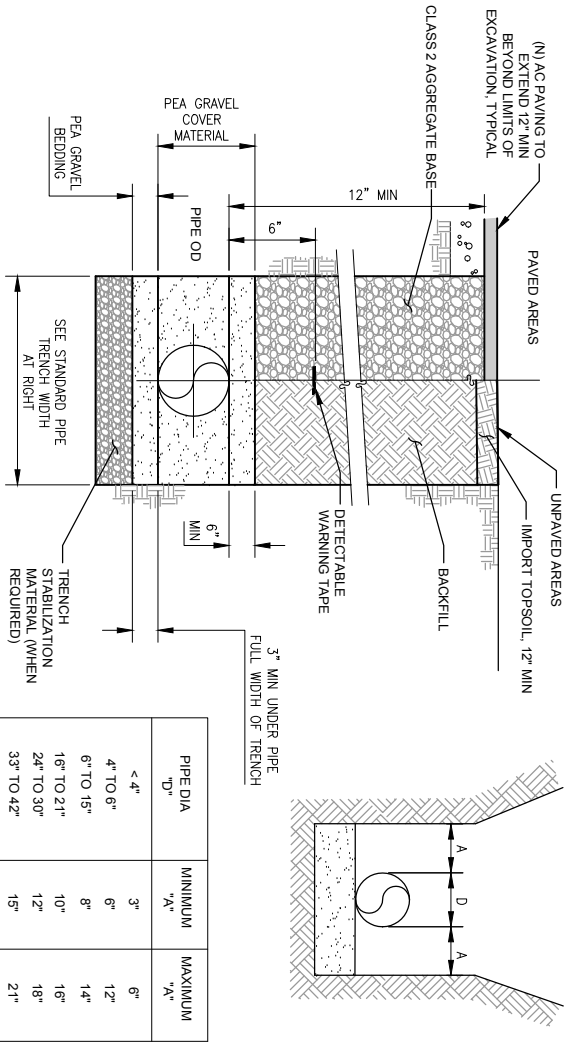 (N) AC PAVING TO
EXTEND 12" MIN
BEYOND LIMITS OF
EXCAVATION, TYPICAL
PAVED AREAS
UNPAVED AREAS
IMPORT TOPSOIL, 12" MIN
CLASS 2 AGGREGATE BASE
12" MIN
BACKFILL
6"
DETECTABLE
WARNING TAPE
PEA GRAVEL
COVER
MATERIAL
PIPE OD
6"
MIN
PEA GRAVEL
BEDDING
3" MIN UNDER PIPE
FULL WIDTH OF TRENCH
SEE STANDARD PIPE
TRENCH WIDTH
AT RIGHT
TRENCH
STABILIZATION
MATERIAL (WHEN
REQUIRED)
A
D
A
PIPE DIA
"D"
MINIMUM
"A"
MAXIMUM
"A"
< 4" 3" 6"
4" TO 6" 6" 12"
6" TO 15" 8" 14"
16" TO 21" 10" 16"
24" TO 30" 12" 18"
33" TO 42" 15" 21"